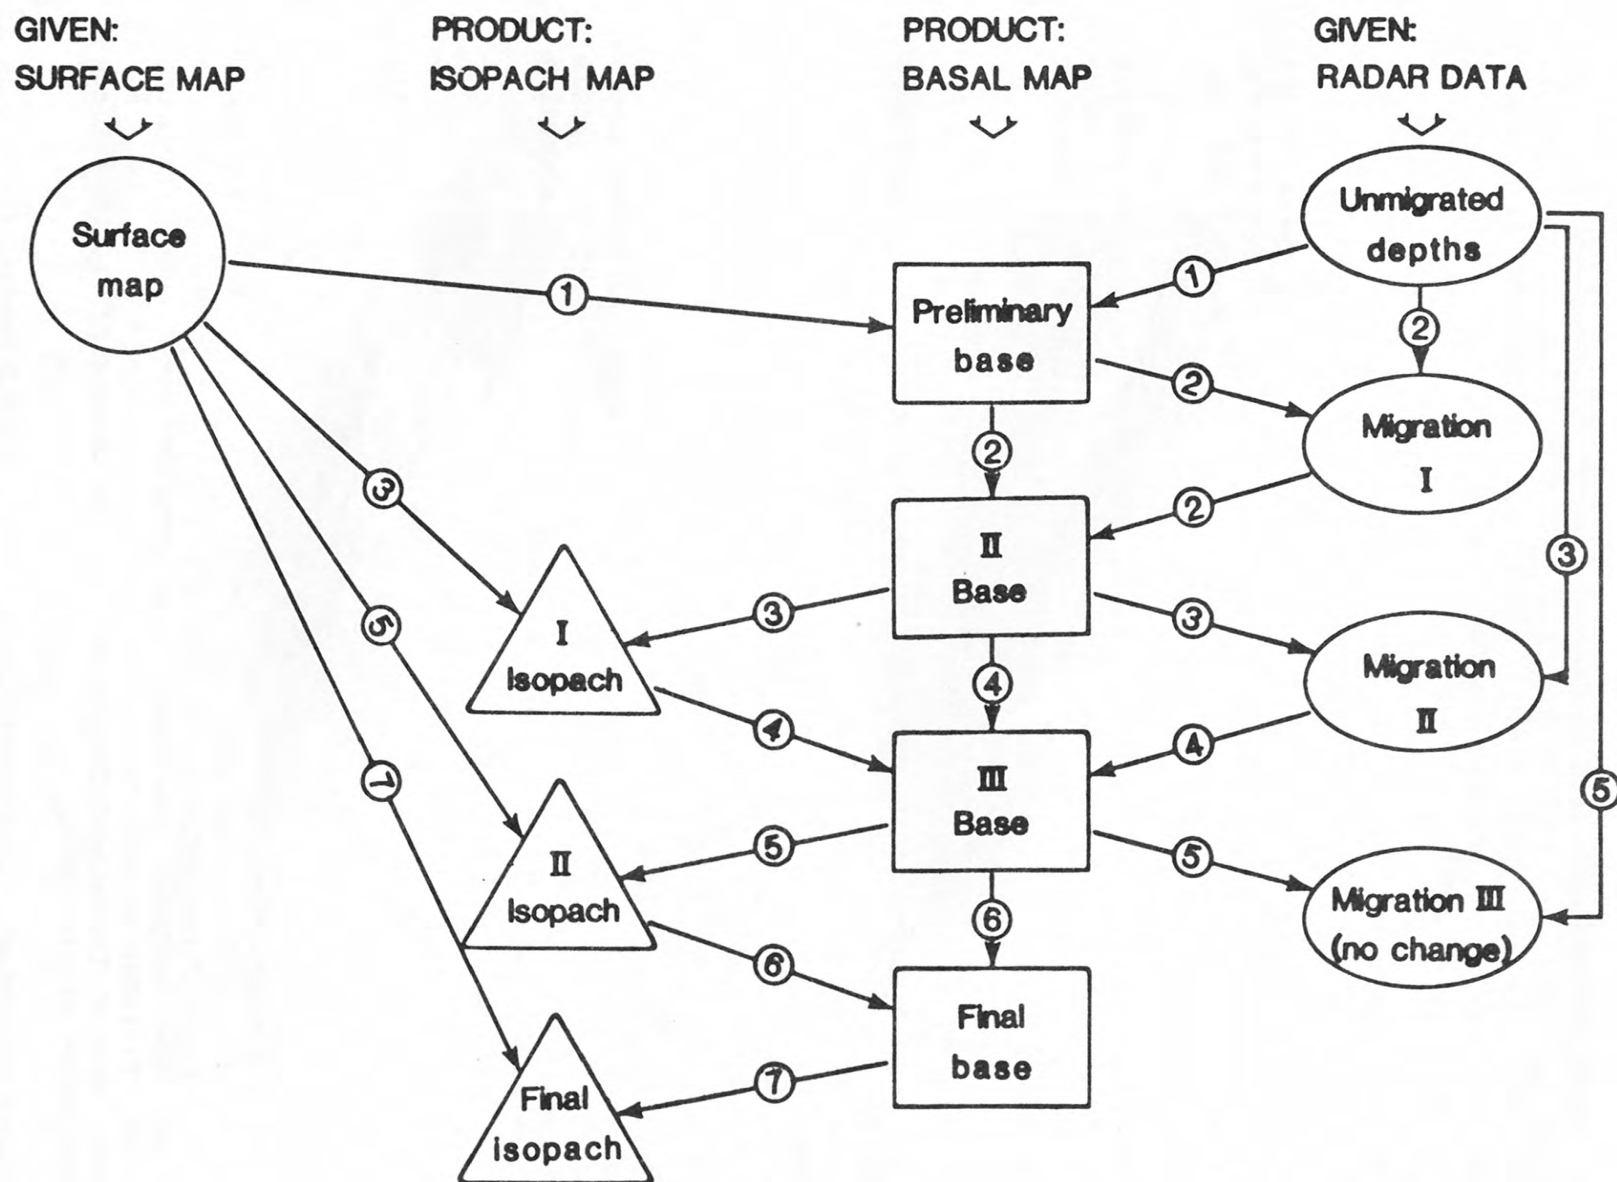 GIVEN:
SURFACE MAP
PRODUCT:
ISOPACH MAP
PRODUCT:
BASAL MAP
GIVEN:
RADAR DATA
Surface
map
Unmigrated
depths
1
1
Preliminary
base
2
2
Migration
I
2
2
3
II
Base
3
5
3
3
I
Isopach
Migration
II
4
4
4
7
III
Base
5
5
5
II
Isopach
Migration III
(no change)
6
6
Final
base
7
Final
isopach